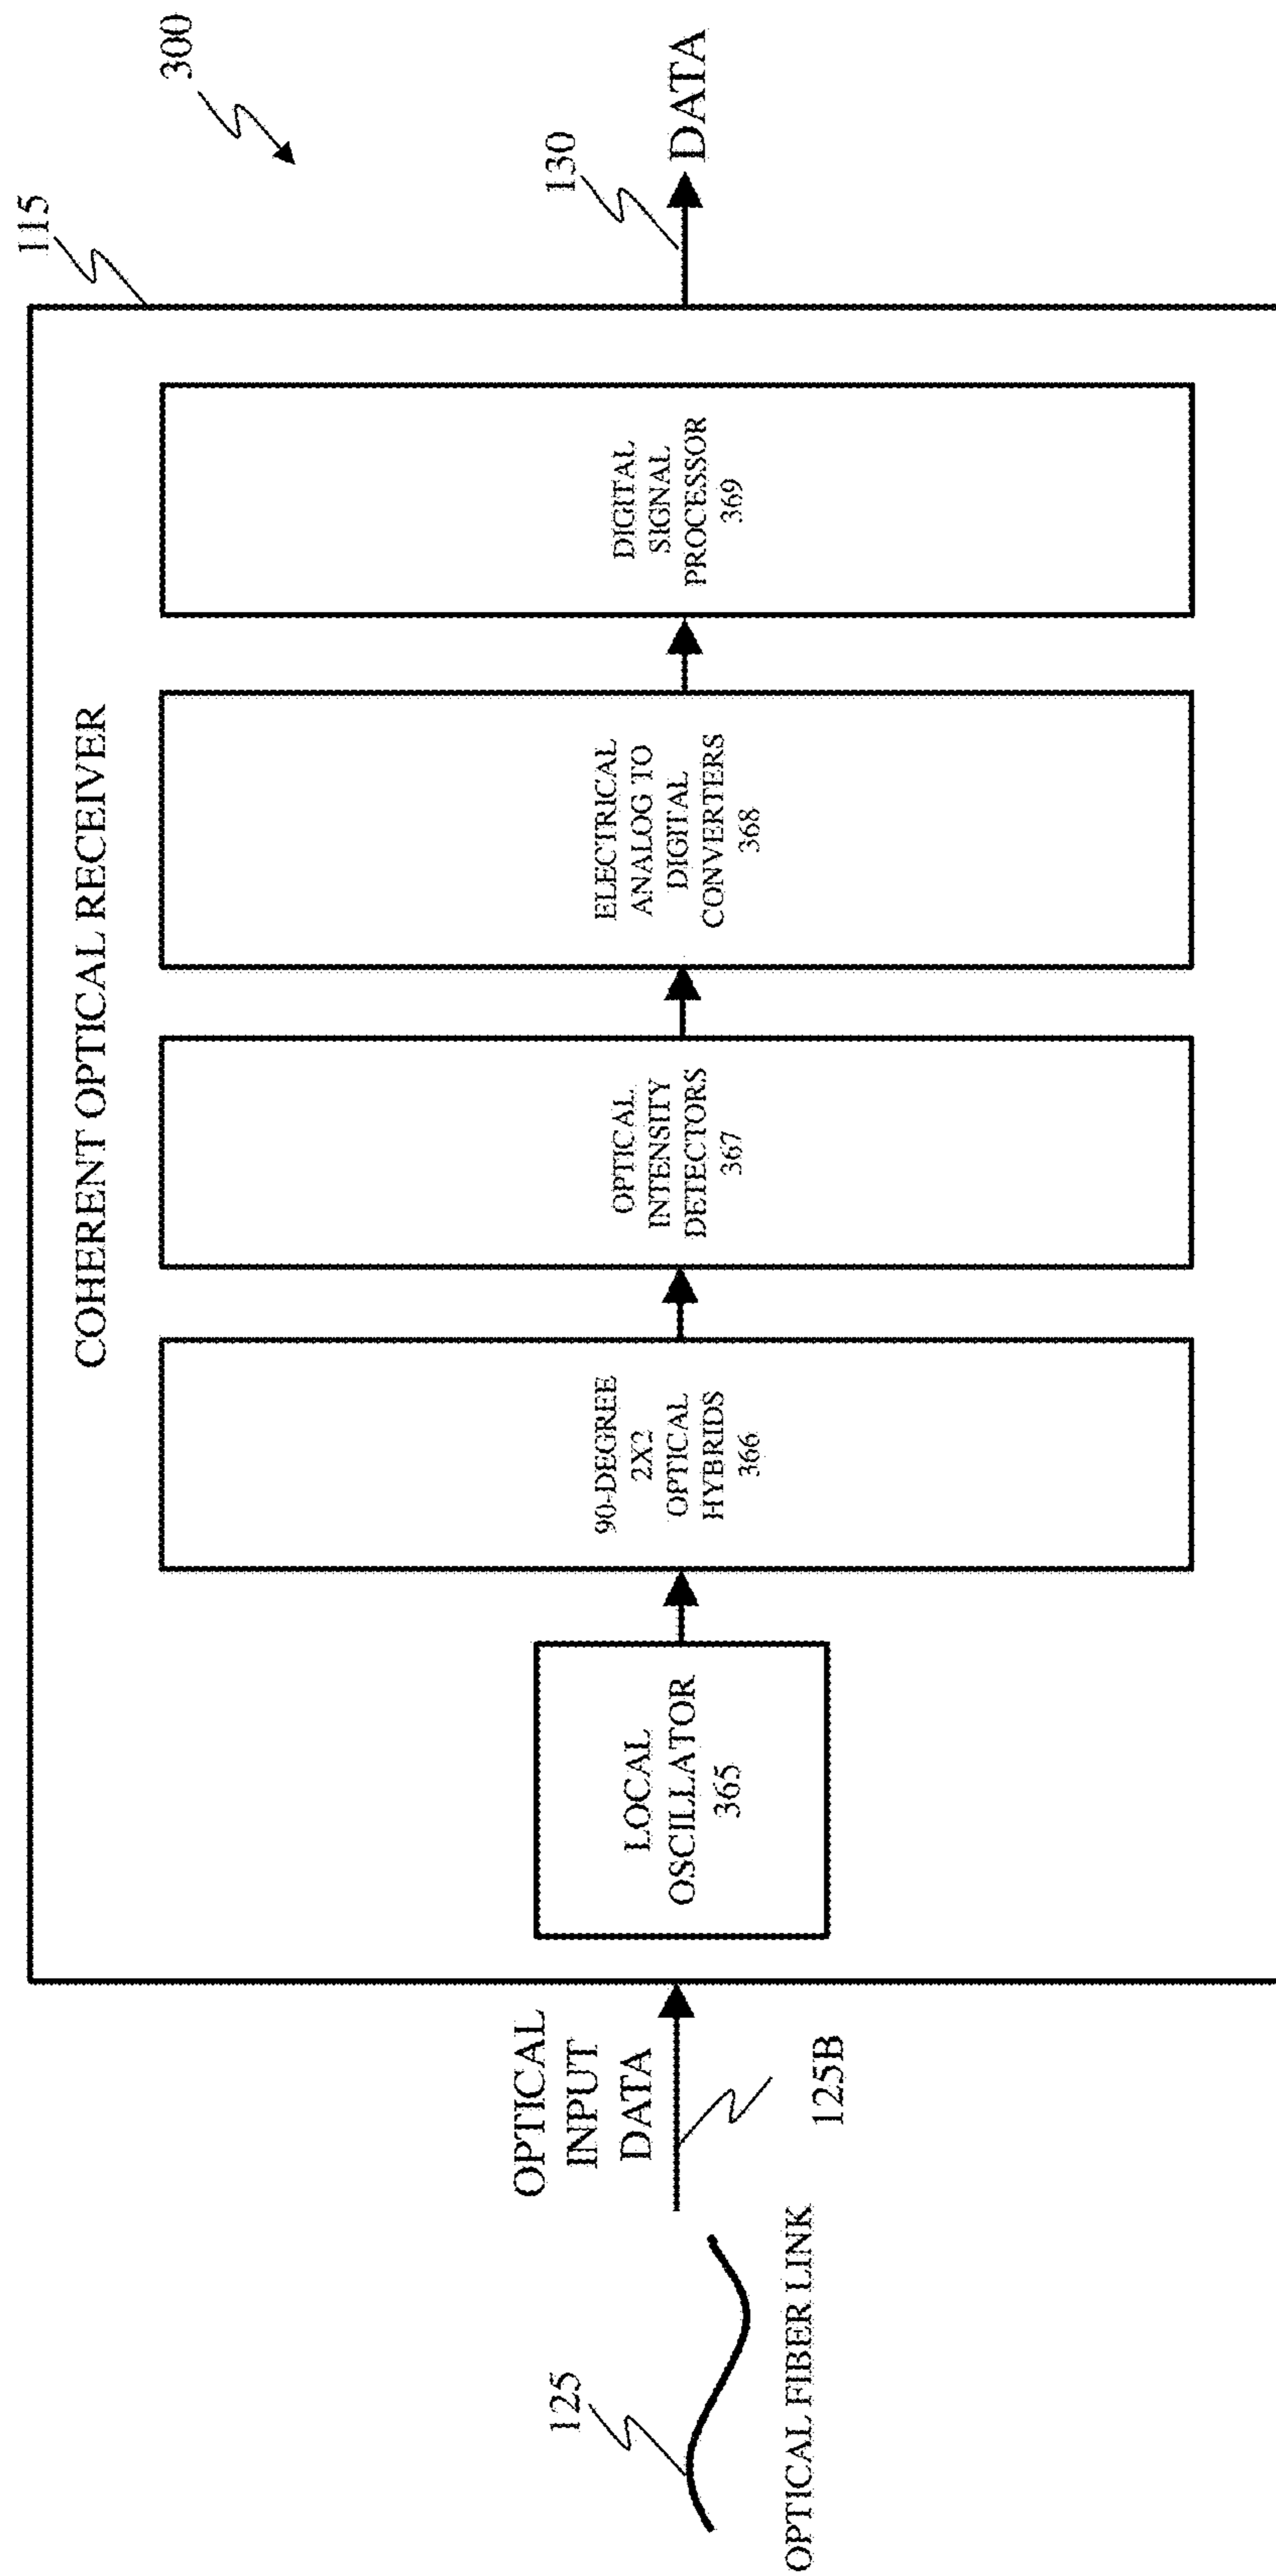 300
115
COHERENT OPTICAL RECEIVER
125
OPTICAL FIBER LINK
OPTICAL
INPUT
DATA
125B
LOCAL
OSCILLATOR
365
90-DEGREE
2X2
OPTICAL
HYBRIDS
366
OPTICAL
INTENSITY
DETECTORS
367
ELECTRICAL
ANALOG TO
DIGITAL
CONVERTERS
368
DIGITAL
SIGNAL
PROCESSOR
369
130
DATA